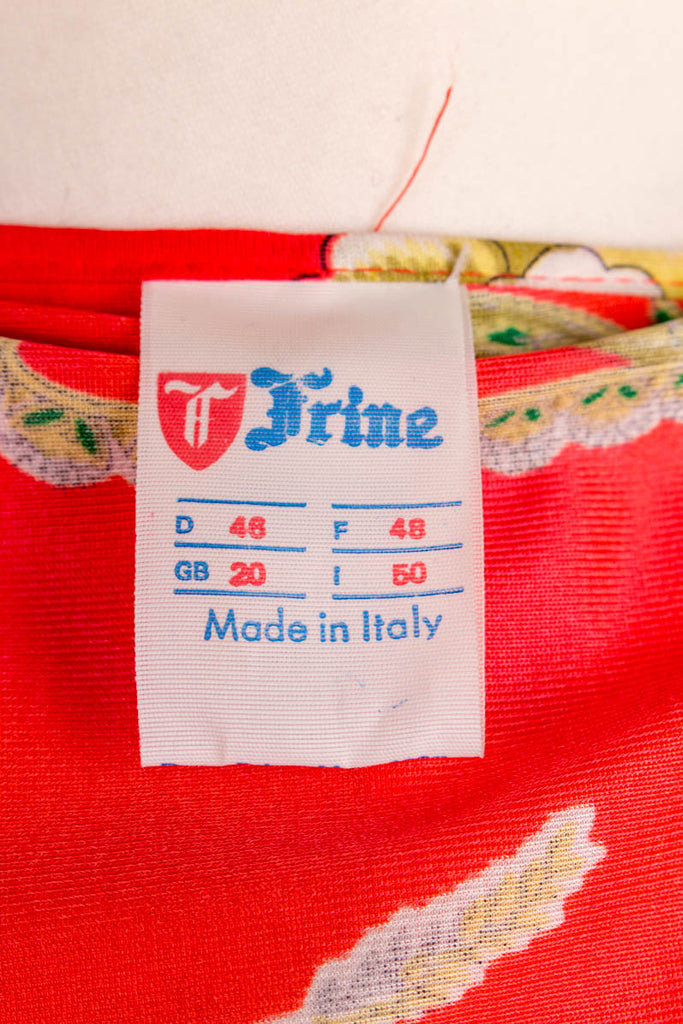 T Trine
D 46 F 48
GB 20 I 50
Made in Italy